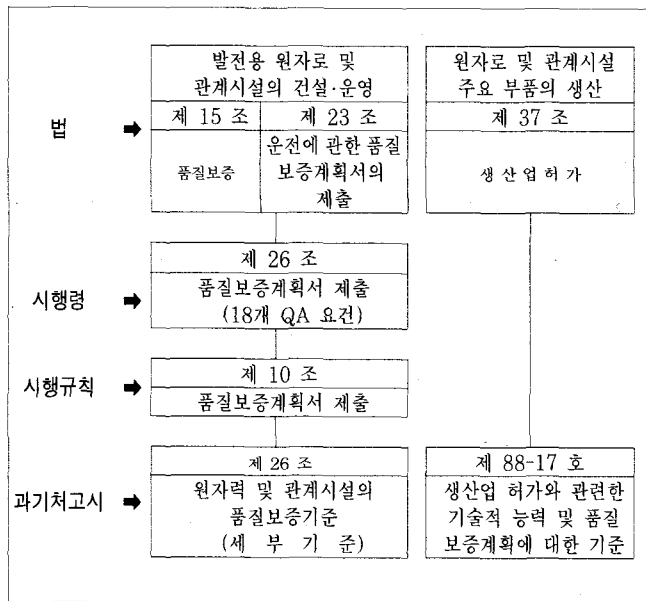 발전용 원자로 및
관계시설의 건설·운영
원자로 및 관계시설
주요 부품의 생산
법 ➡
제 15 조
제 23 조
제 37 조
품질보증
운전에 관한 품질
보증계획서의
제출
생 산 업 허 가
시행령 ➡
제 26 조
품질보증계획서 제출
(18개 QA 요건)
시행규칙 ➡
제 10 조
품질보증계획서 제출
과기처고시 ➡
제 26 조
원자력 및 관계시설의
품질보증기준
(세 부 기 준)
제 88-17 호
생산업 허가와 관련한
기술적 능력 및 품질
보증계획에 대한 기준